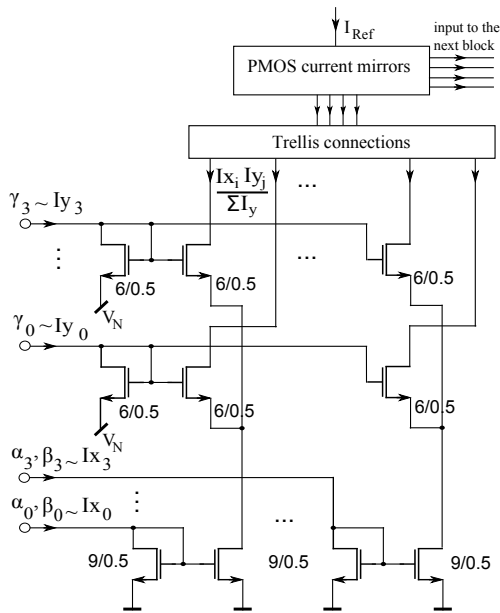 I_Ref
input to the
next block
PMOS current mirrors
Trellis connections
Ix_i Iy_j
ΣI_y
...
γ_3~Iy_3
...
...
6/0.5
6/0.5
V_N
γ_0~Iy_0
6/0.5
6/0.5
6/0.5
V_N
α_3,β_3~Ix_3
α_0,β_0~Ix_0
...
...
9/0.5
9/0.5
9/0.5
9/0.5